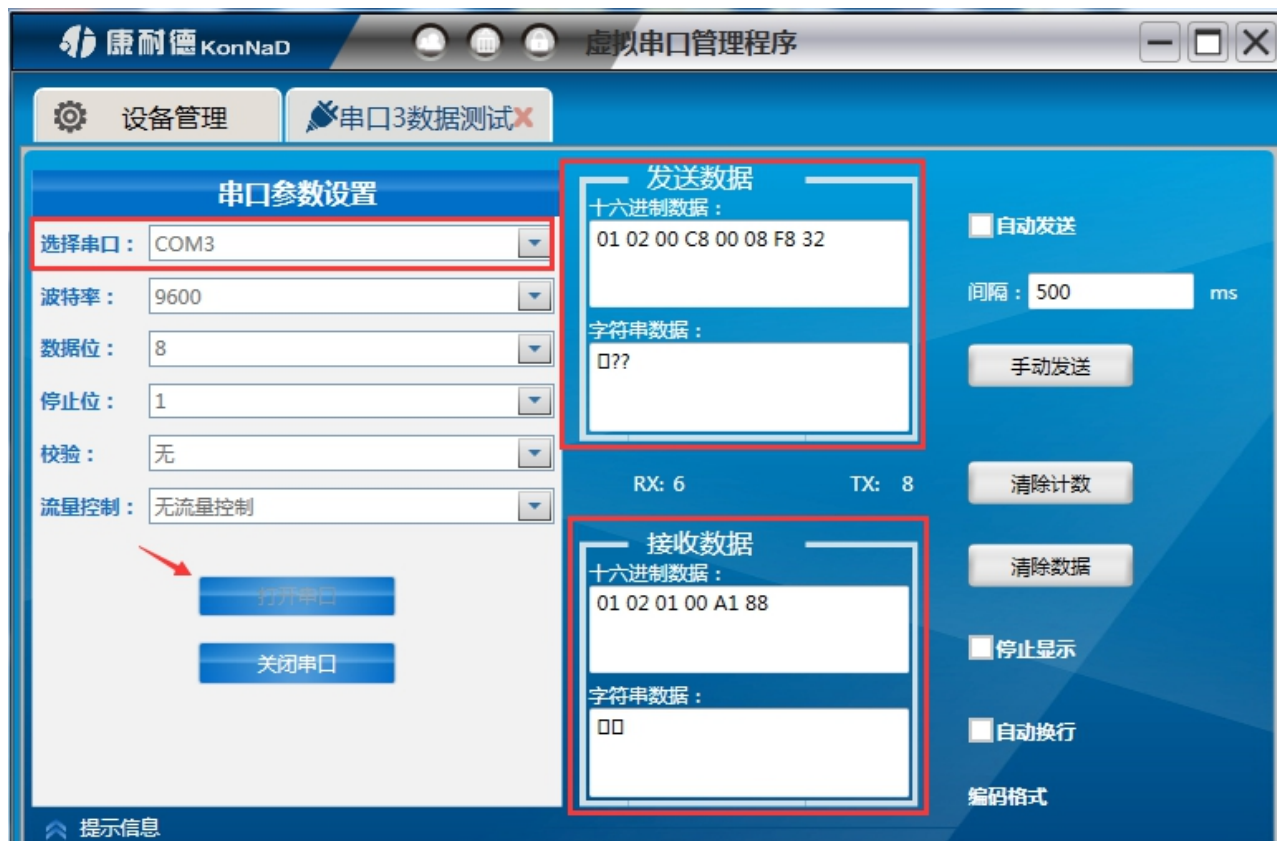 康耐德KonNaD
虚拟串口管理程序
设备管理
串口3数据测试
串口参数设置
选择串口： COM3
波特率： 9600
数据位： 8
停止位： 1
校验： 无
流量控制： 无流量控制
打开串口
关闭串口
提示信息
发送数据
十六进制数据：
01 02 00 C8 00 08 F8 32
字符串数据：
□??
RX: 6 TX: 8
接收数据
十六进制数据：
01 02 01 00 A1 88
字符串数据：
□□
自动发送
间隔： 500 ms
手动发送
清除计数
清除数据
停止显示
自动换行
编码格式